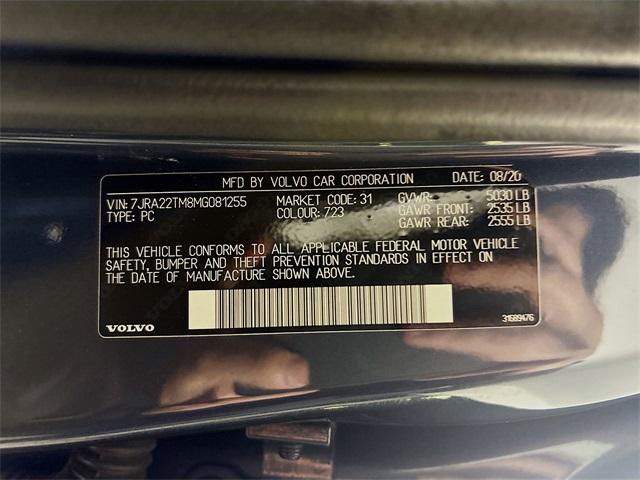 MFD BY VOLVO CAR CORPORATION DATE: 08/20
VIN: 7JRA22TM8MG081255 MARKET CODE: 31 GVWR: 5030 LB
TYPE: PC COLOUR: 723 GAWR FRONT: 2535 LB
GAWR REAR: 2555 LB
THIS VEHICLE CONFORMS TO ALL APPLICABLE FEDERAL MOTOR VEHICLE
SAFETY, BUMPER AND THEFT PREVENTION STANDARDS IN EFFECT ON
THE DATE OF MANUFACTURE SHOWN ABOVE.
VOLVO 31689476